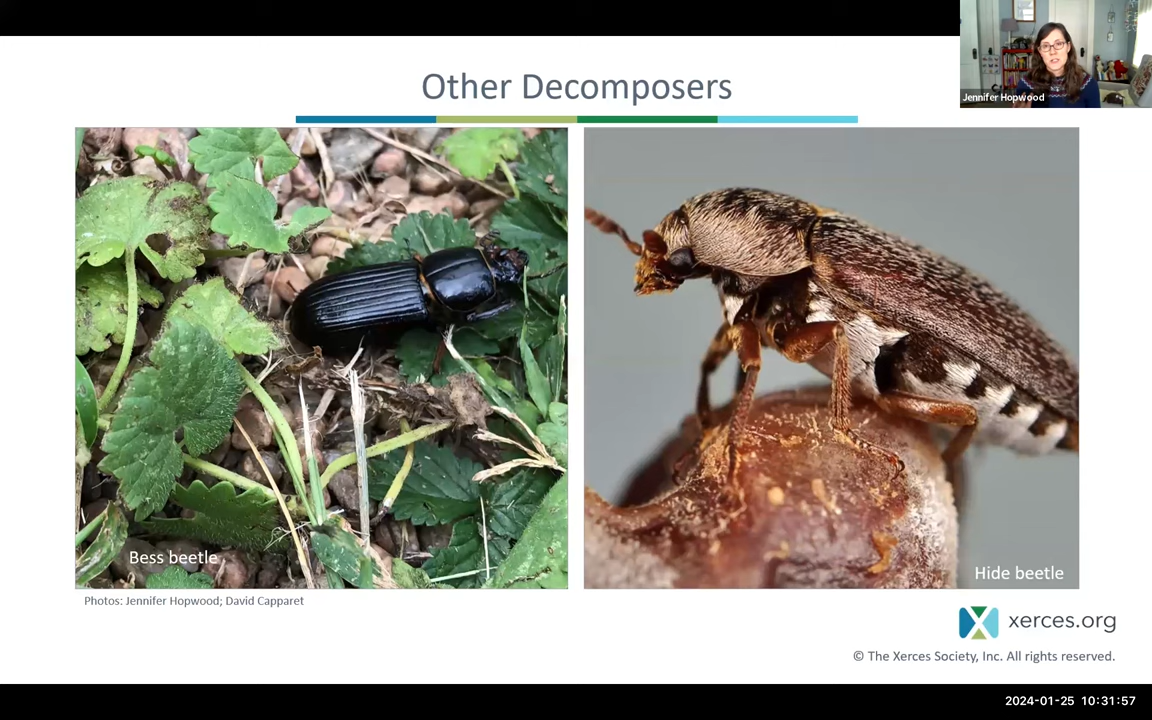 Other Decomposers
Jennifer Hopwood
Bess beetle
Hide beetle
Photos: Jennifer Hopwood; David Capparet
xerces.org
© The Xerces Society, Inc. All rights reserved.
2024-01-25 10:31:57